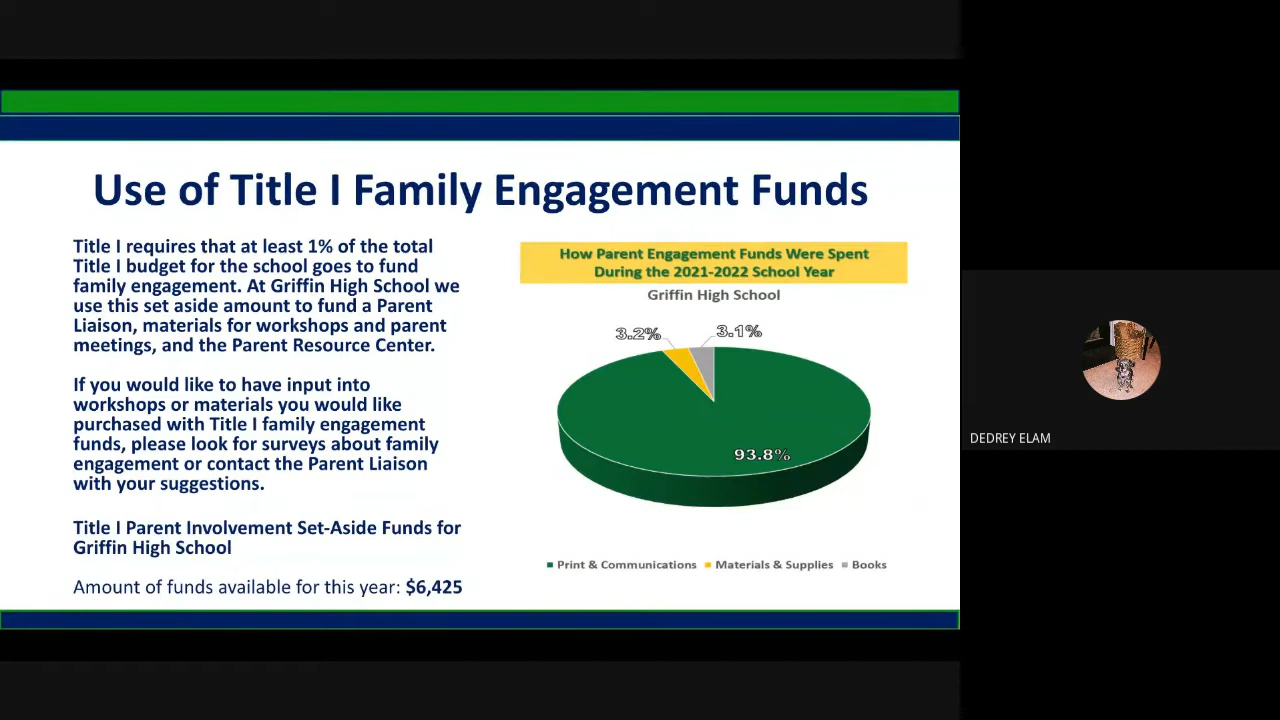 Use of Title I Family Engagement Funds
Title I requires that at least 1% of the total
Title I budget for the school goes to fund
family engagement. At Griffin High School we
use this set aside amount to fund a Parent
Liaison, materials for workshops and parent
meetings, and the Parent Resource Center.
If you would like to have input into
workshops or materials you would like
purchased with Title I family engagement
funds, please look for surveys about family
engagement or contact the Parent Liaison
with your suggestions.
Title I Parent Involvement Set-Aside Funds for
Griffin High School
Amount of funds available for this year: $6,425
How Parent Engagement Funds Were Spent
During the 2021-2022 School Year
Griffin High School
3.2% 3.1%
93.8%
Print & Communications Materials & Supplies Books
DEDREY ELAM